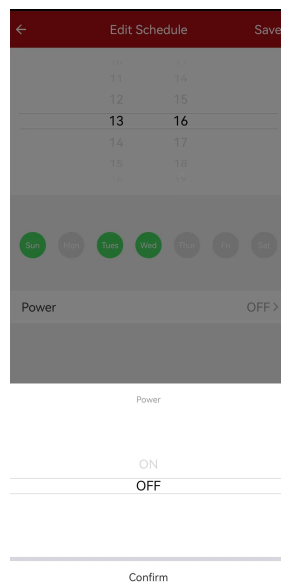 ← Edit Schedule Save
11 14
12 15
13 16
14 17
15 18
Sun Mon Tues Wed Thur Fri Sat
Power OFF >
Power
ON
OFF
Confirm